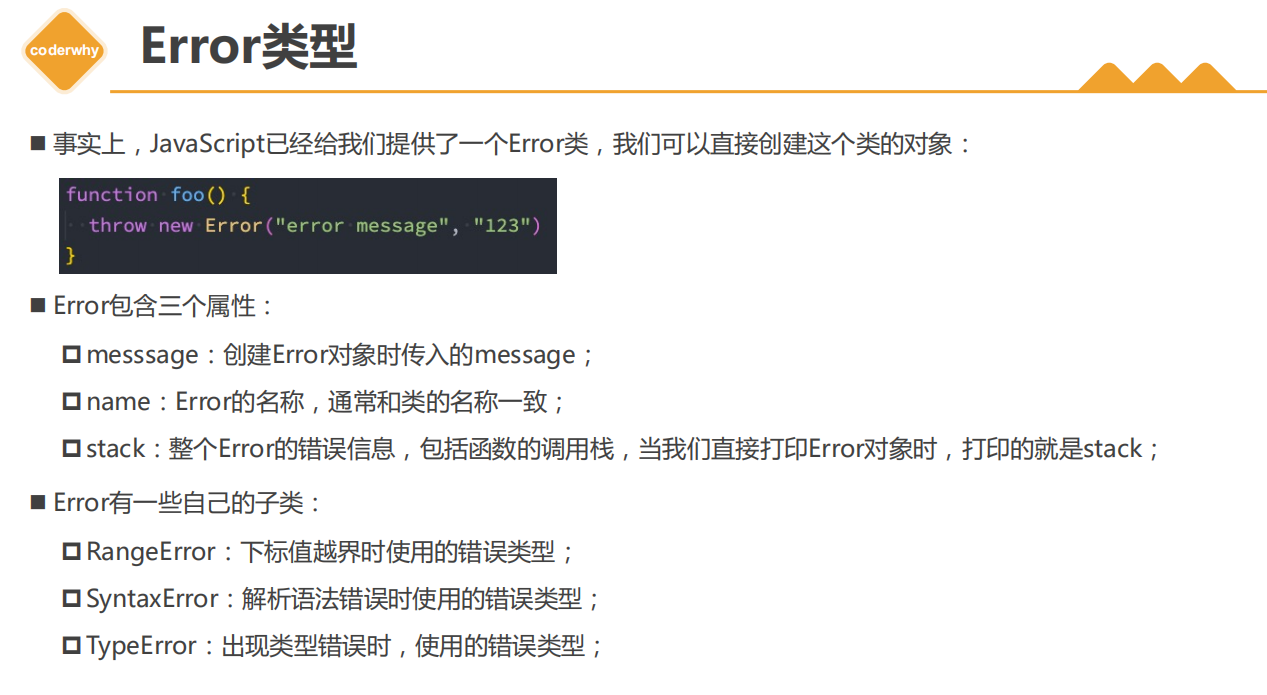 coderwhy
Error类型
事实上，JavaScript已经给我们提供了一个Error类，我们可以直接创建这个类的对象：
function foo() {
throw new Error("error message", "123")
}
Error包含三个属性：
messsage：创建Error对象时传入的message；
name：Error的名称，通常和类的名称一致；
stack：整个Error的错误信息，包括函数的调用栈，当我们直接打印Error对象时，打印的就是stack；
Error有一些自己的子类：
RangeError：下标值越界时使用的错误类型；
SyntaxError：解析语法错误时使用的错误类型；
TypeError：出现类型错误时，使用的错误类型；